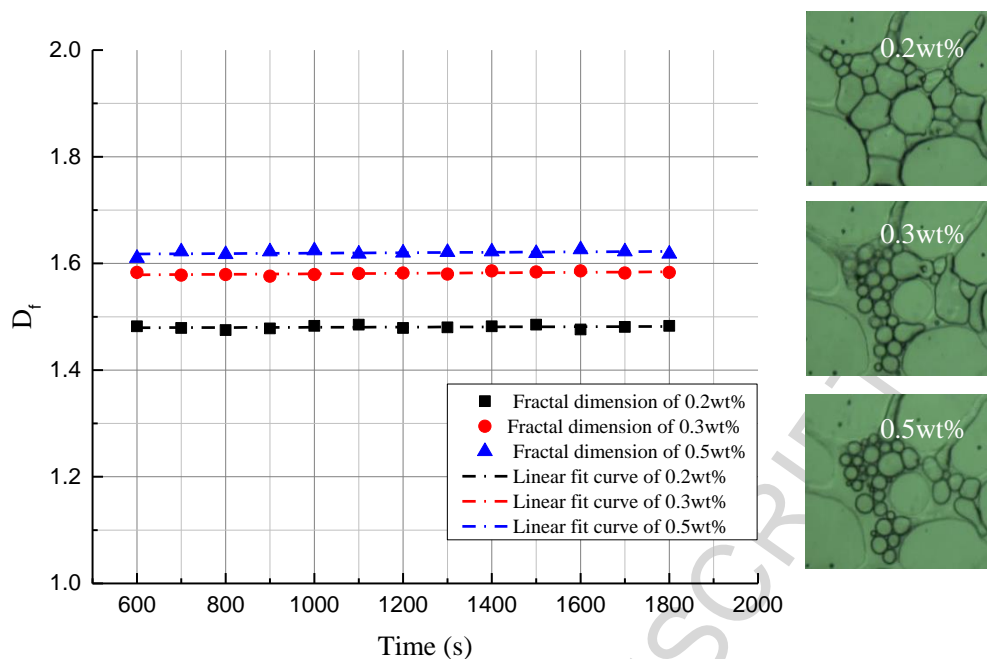 2.0
1.8
1.6
1.4
1.2
1.0
D_f
600 800 1000 1200 1400 1600 1800 2000
Time (s)
Fractal dimension of 0.2wt%
Fractal dimension of 0.3wt%
Fractal dimension of 0.5wt%
Linear fit curve of 0.2wt%
Linear fit curve of 0.3wt%
Linear fit curve of 0.5wt%
0.2wt%
0.3wt%
0.5wt%